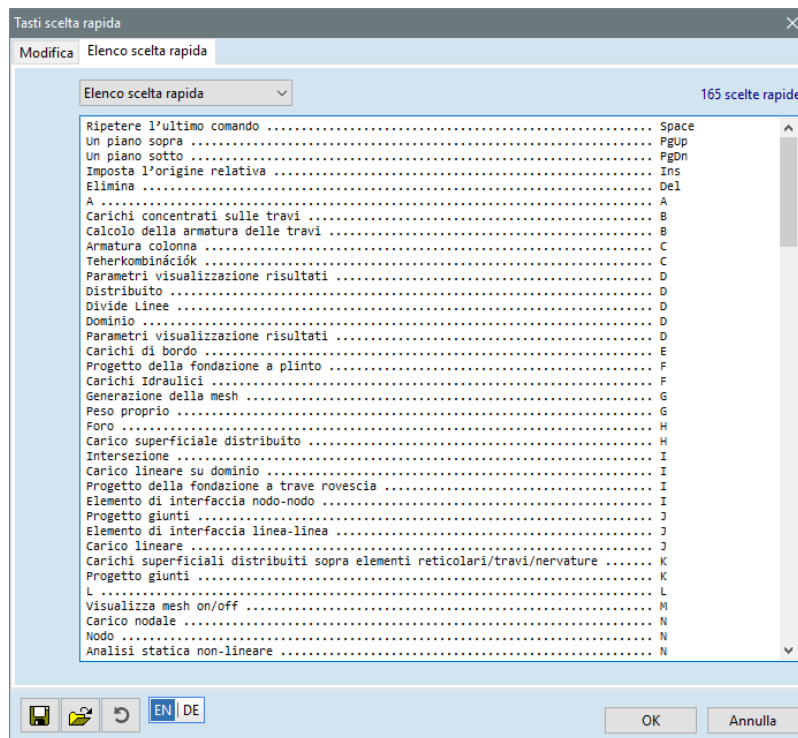 Tasti scelta rapida
Modifica Elenco scelta rapida
Elenco scelta rapida 165 scelte rapide
Ripetere l'ultimo comando ........................................................ Space
Un piano sopra ................................................................... PgUp
Un piano sotto ................................................................... PgDn
Imposta l'origine relativa ....................................................... Ins
Elimina .......................................................................... Del
A ................................................................................ A
Carichi concentrati sulle travi .................................................. B
Calcolo della armatura delle travi ............................................... B
Armatura colonna ................................................................. C
Teherkombinációk ................................................................. C
Parametri visualizzazione risultati .............................................. D
Distribuito ...................................................................... D
Divide Linee ..................................................................... D
Dominio .......................................................................... D
Parametri visualizzazione risultati .............................................. D
Carichi di bordo ................................................................. E
Progetto della fondazione a plinto ............................................... F
Carichi Idraulici ................................................................ F
Generazione della mesh ........................................................... G
Peso proprio ..................................................................... G
Foro ............................................................................. H
Carico superficiale distribuito .................................................. H
Intersezione ..................................................................... I
Carico lineare su dominio ........................................................ I
Progetto della fondazione a trave rovescia ....................................... I
Elemento di interfaccia nodo-nodo ................................................ I
Progetto giunti .................................................................. J
Elemento di interfaccia linea-linea .............................................. J
Carico lineare ................................................................... J
Carichi superficiali distribuiti sopra elementi reticolari/travi/nervature ....... K
Progetto giunti .................................................................. K
L ................................................................................ L
Visualizza mesh on/off ........................................................... M
Carico nodale .................................................................... N
Nodo ............................................................................. N
Analisi statica non-lineare ...................................................... N
EN DE
OK Annulla